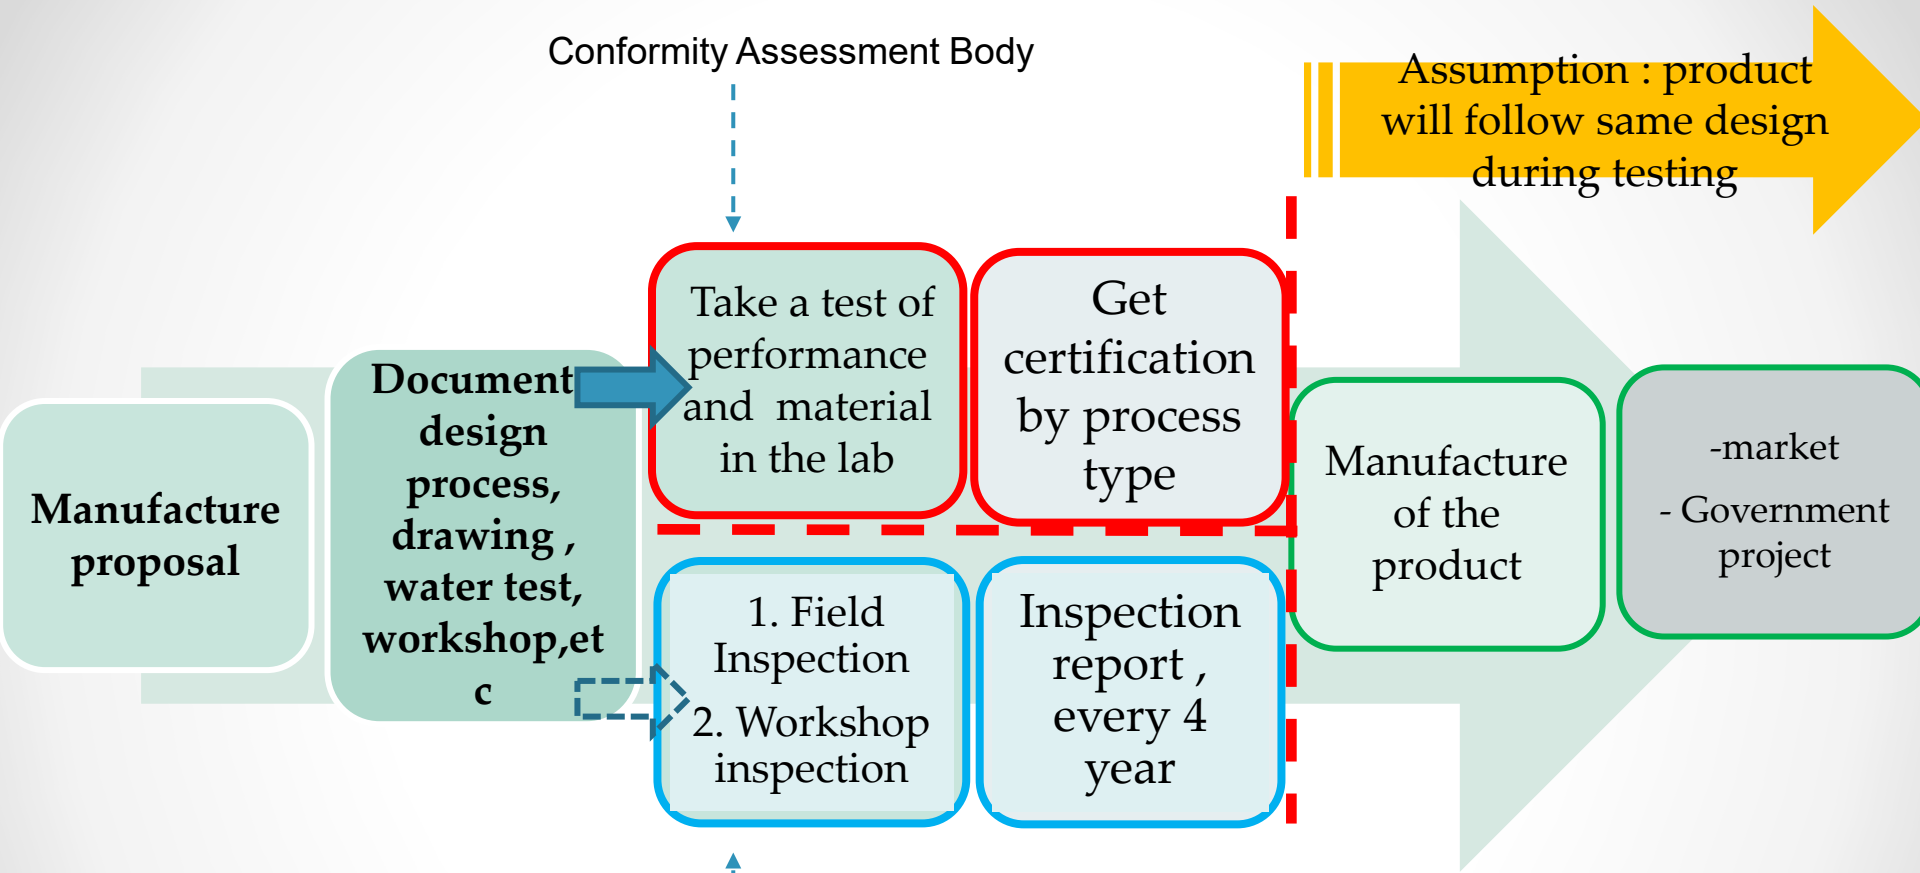 Conformity Assessment Body
Assumption : product
will follow same design
during testing
Manufacture
proposal
Document
design
process,
drawing ,
water test,
workshop,et
c
Take a test of
performance
and material
in the lab
Get
certification
by process
type
1. Field
Inspection
2. Workshop
inspection
Inspection
report ,
every 4
year
Manufacture
of the
product
-market
- Government
project